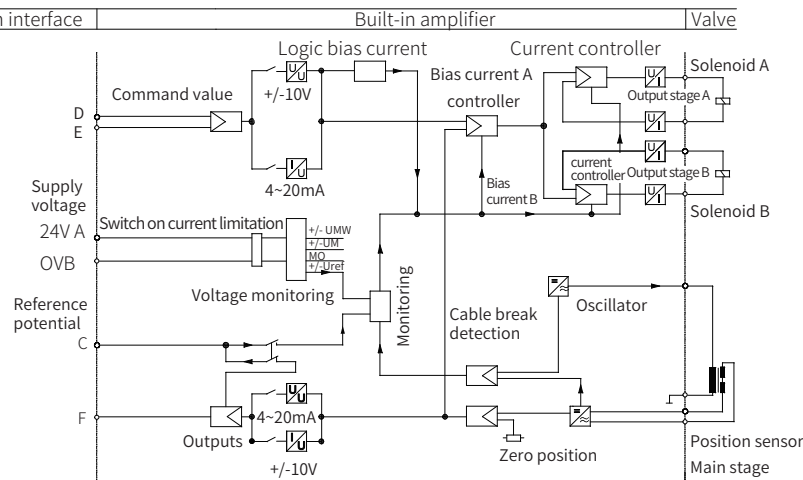 interface
Built-in amplifier
Valve
Logic bias current
Current controller
Bias current A
Solenoid A
U
U
+/-10V
U
I
Output stage A
Command value
controller
D
E
U
I
I
U
4~20mA
U
I
current
controller
Output stage B
U
I
Bias
current B
Solenoid B
Supply
voltage
Switch on current limitation
24V A
+/- UMW
+/-UM
MO
+/-Uref
OVB
Voltage monitoring
Monitoring
Oscillator
Reference
potential
Cable break
detection
C
U
U
4~20mA
F
I
U
Outputs
+/-10V
Zero position
Position sensor
Main stage